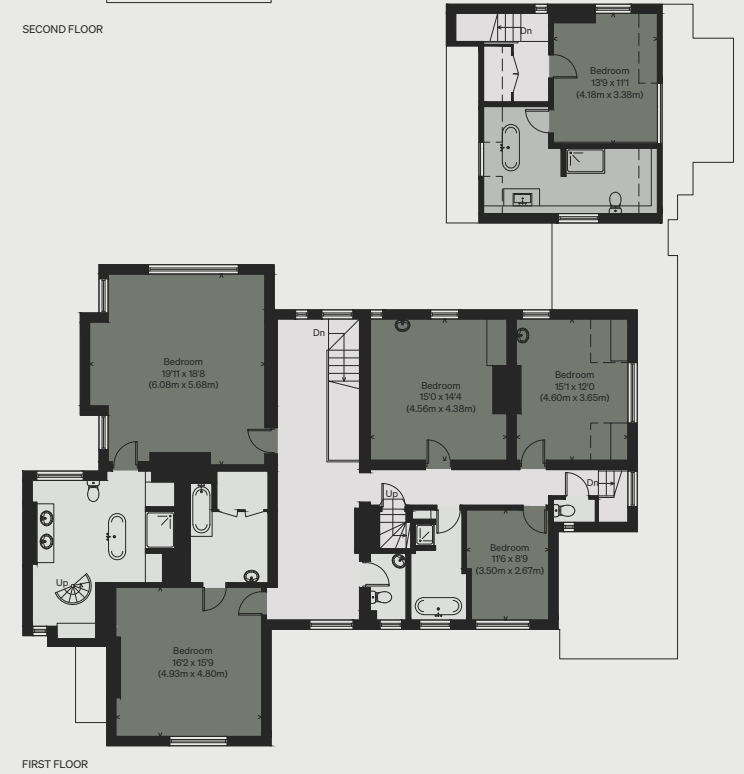 SECOND FLOOR
Dn
Bedroom
13'9 x 11'1
(4.18m x 3.38m)
Dn
Bedroom
19'11 x 18'8
(6.08m x 5.68m)
Bedroom
15'0 x 14'4
(4.56m x 4.38m)
Bedroom
15'1 x 12'0
(4.60m x 3.65m)
Dn
Up
Bedroom
11'6 x 8'9
(3.50m x 2.67m)
Up
Bedroom
16'2 x 15'9
(4.93m x 4.80m)
FIRST FLOOR